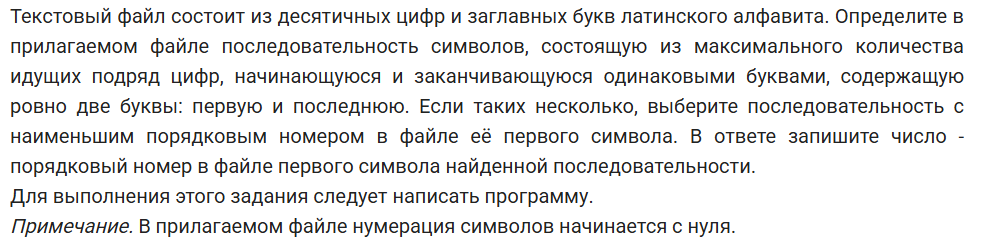 Текстовый файл состоит из десятичных цифр и заглавных букв латинского алфавита. Определите в
прилагаемом файле последовательность символов, состоящую из максимального количества
идущих подряд цифр, начинающуюся и заканчивающуюся одинаковыми буквами, содержащую
ровно две буквы: первую и последнюю. Если таких несколько, выберите последовательность с
наименьшим порядковым номером в файле её первого символа. В ответе запишите число -
порядковый номер в файле первого символа найденной последовательности.
Для выполнения этого задания следует написать программу.
Примечание. В прилагаемом файле нумерация символов начинается с нуля.